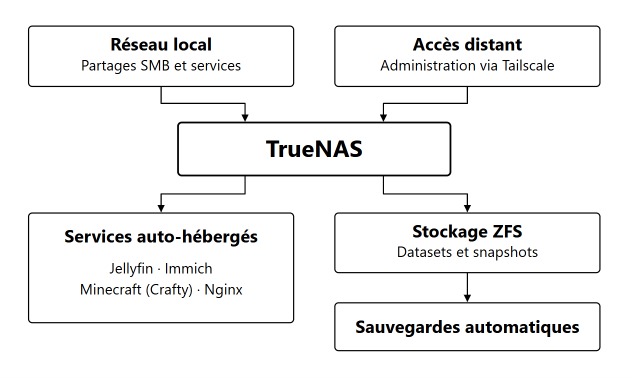 Réseau local
Partages SMB et services
Accès distant
Administration via Tailscale
TrueNAS
Services auto-hébergés
Jellyfin · Immich
Minecraft (Crafty) · Nginx
Stockage ZFS
Datasets et snapshots
Sauvegardes automatiques